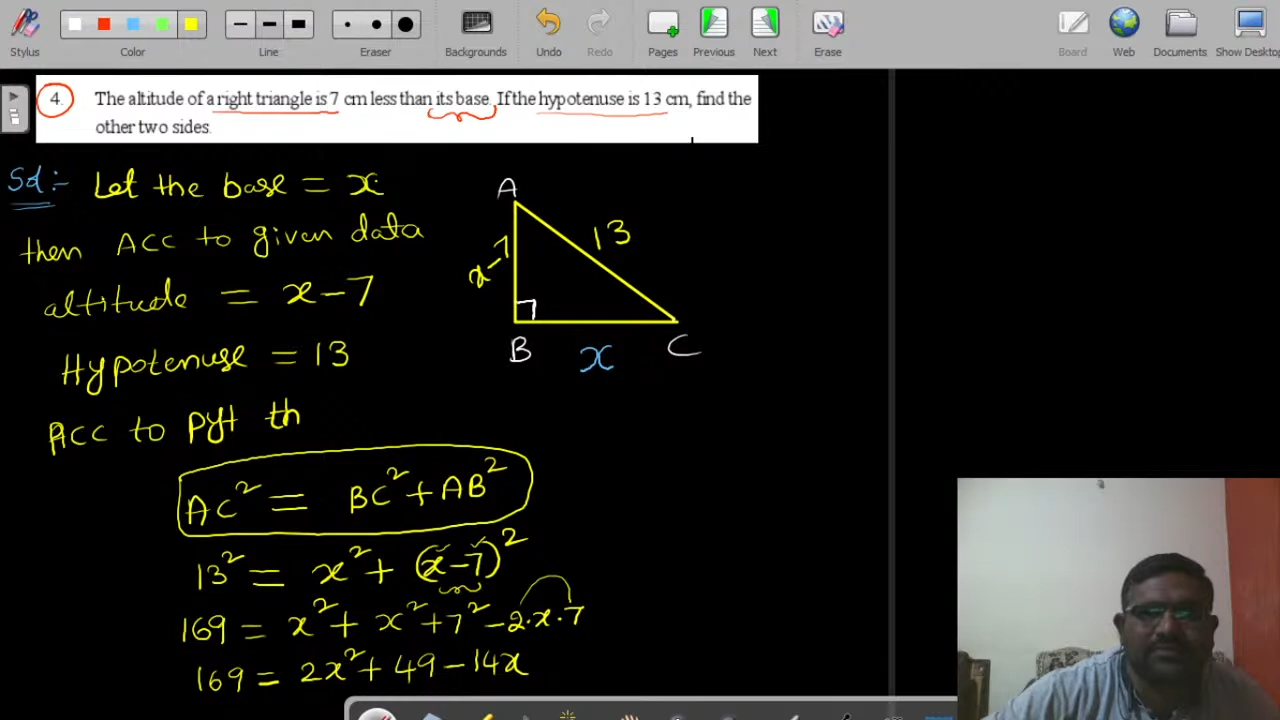 Stylus Color Line Eraser Backgrounds Undo Redo Pages Previous Next Erase Board Web Documents Show Desktop
4. The altitude of a right triangle is 7 cm less than its base. If the hypotenuse is 13 cm, find the
other two sides.
Sol :- Let the base = x
then Acc to given data
altitude = x - 7
Hypotenuse = 13
Acc to pyt th
AC² = BC² + AB²
13² = x² + (x - 7)²
169 = x² + x² + 7² - 2·x·7
169 = 2x² + 49 - 14x
A
x - 7
13
B
x
C